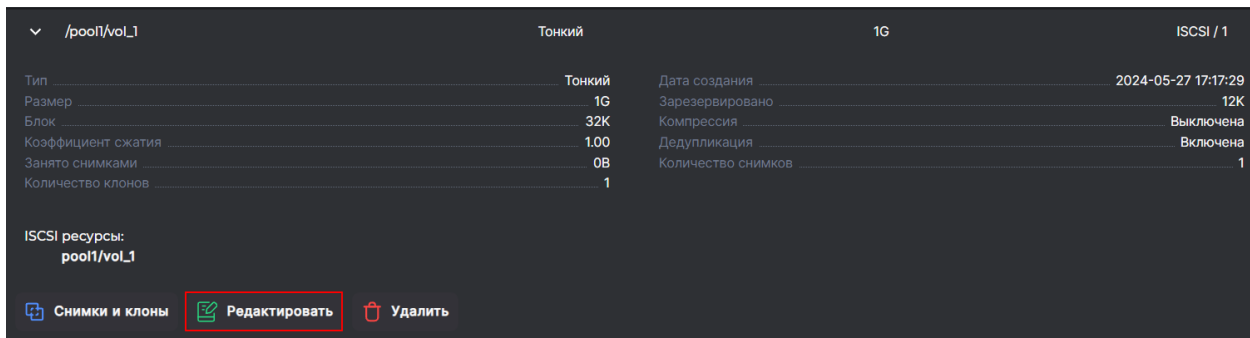 /pool1/vol_1 Тонкий 1G ISCSI / 1
Тип Тонкий Дата создания 2024-05-27 17:17:29
Размер 1G Зарезервировано 12K
Блок 32K Компрессия Выключена
Коэффициент сжатия 1.00 Дедупликация Включена
Занято снимками 0B Количество снимков 1
Количество клонов 1
ISCSI ресурсы:
pool1/vol_1
Снимки и клоны Редактировать Удалить